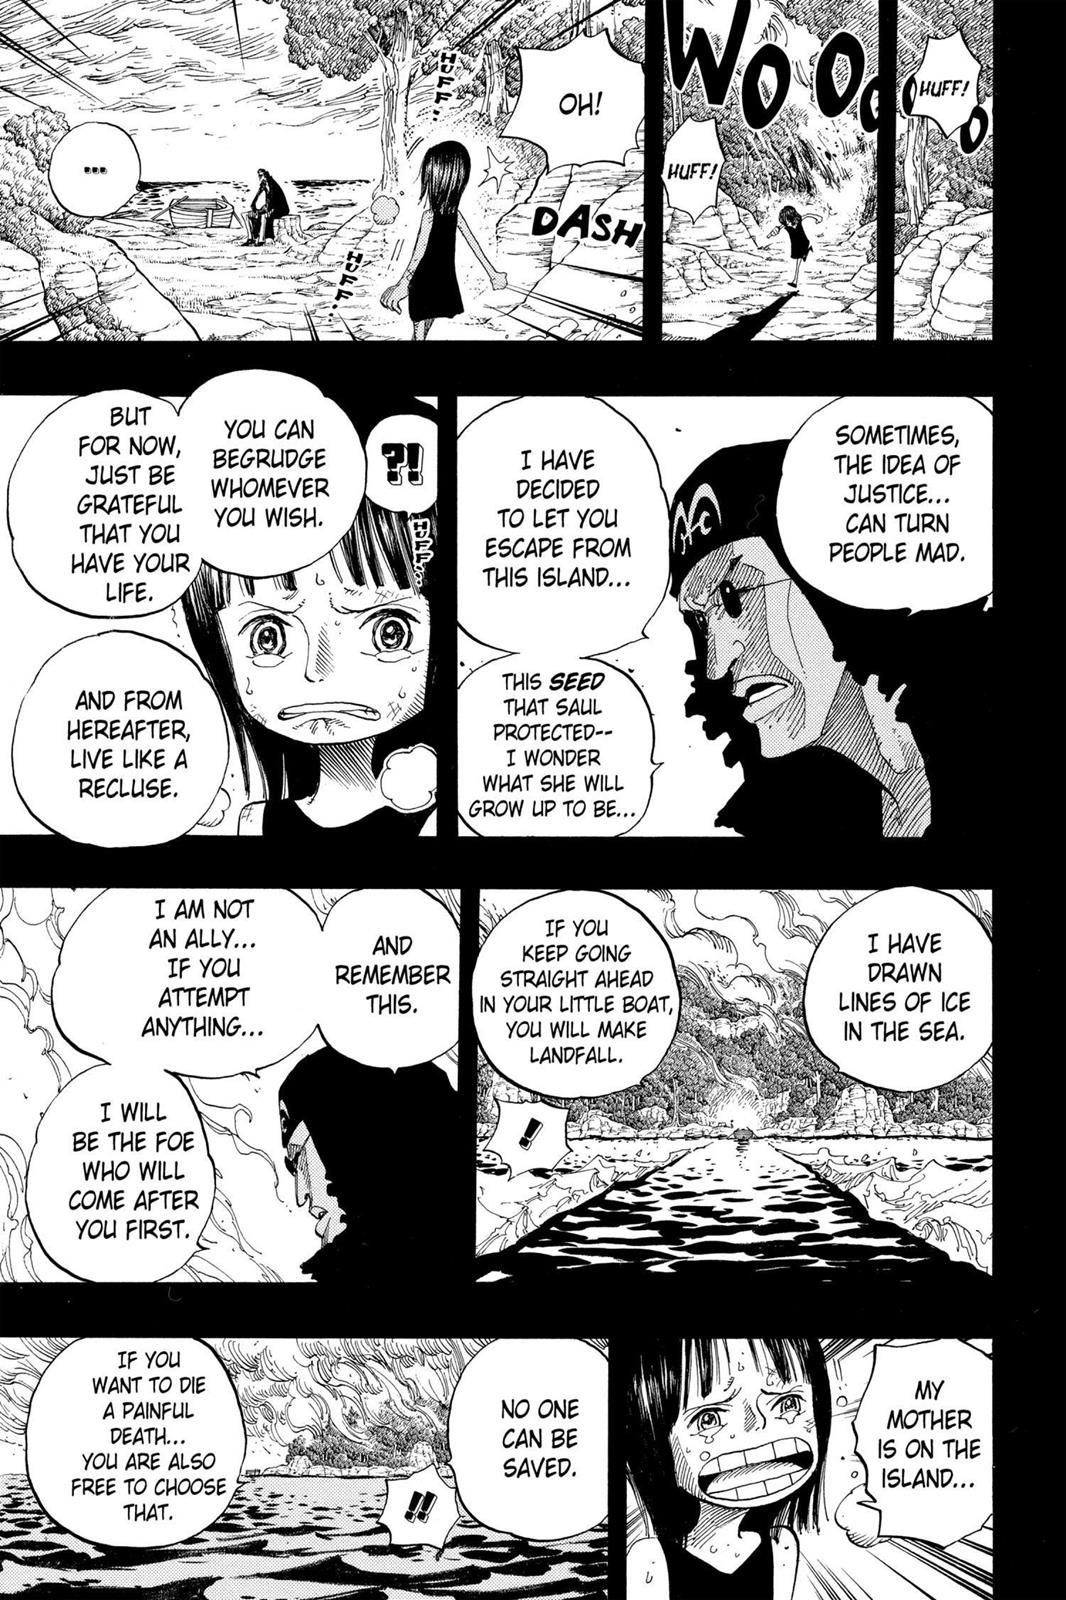 HUFF!
WOOOOOO
HUFF!
OH!
DASH
HUFF..
HUFF..
...
SOMETIMES,
THE IDEA OF
JUSTICE...
CAN TURN
PEOPLE MAD.
I HAVE
DECIDED
TO LET YOU
ESCAPE FROM
THIS ISLAND...
THIS SEED
THAT SAUL
PROTECTED--
I WONDER
WHAT SHE WILL
GROW UP TO BE...
?!
HUFF...
YOU CAN
BEGRUDGE
WHOMEVER
YOU WISH.
BUT
FOR NOW,
JUST BE
GRATEFUL
THAT YOU
HAVE YOUR
LIFE.
AND FROM
HEREAFTER,
LIVE LIKE A
RECLUSE.
I HAVE
DRAWN
LINES OF ICE
IN THE SEA.
IF YOU
KEEP GOING
STRAIGHT AHEAD
IN YOUR LITTLE BOAT,
YOU WILL MAKE
LANDFALL.
!
AND
REMEMBER
THIS.
I AM NOT
AN ALLY...
IF YOU
ATTEMPT
ANYTHING...
I WILL
BE THE FOE
WHO WILL
COME AFTER
YOU FIRST.
MY
MOTHER
IS ON THE
ISLAND...
NO ONE
CAN BE
SAVED.
!!
IF YOU
WANT TO DIE
A PAINFUL
DEATH...
YOU ARE ALSO
FREE TO CHOOSE
THAT.